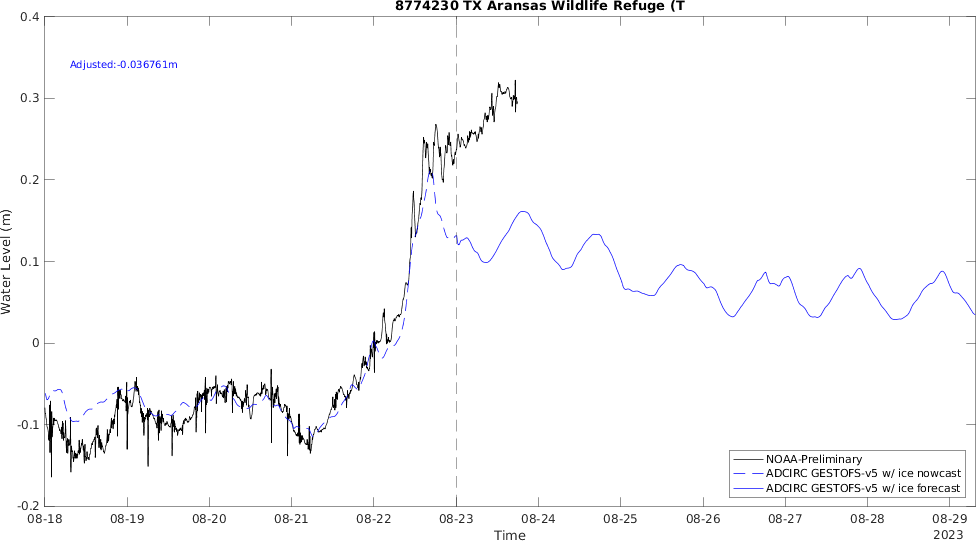 8774230 TX Aransas Wildlife Refuge (T
0.4
0.3
0.2
0.1
0
-0.1
-0.2
Water Level (m)
Adjusted:-0.036761m
NOAA-Preliminary
ADCIRC GESTOFS-v5 w/ ice nowcast
ADCIRC GESTOFS-v5 w/ ice forecast
08-18 08-19 08-20 08-21 08-22 08-23 08-24 08-25 08-26 08-27 08-28 08-29
2023
Time